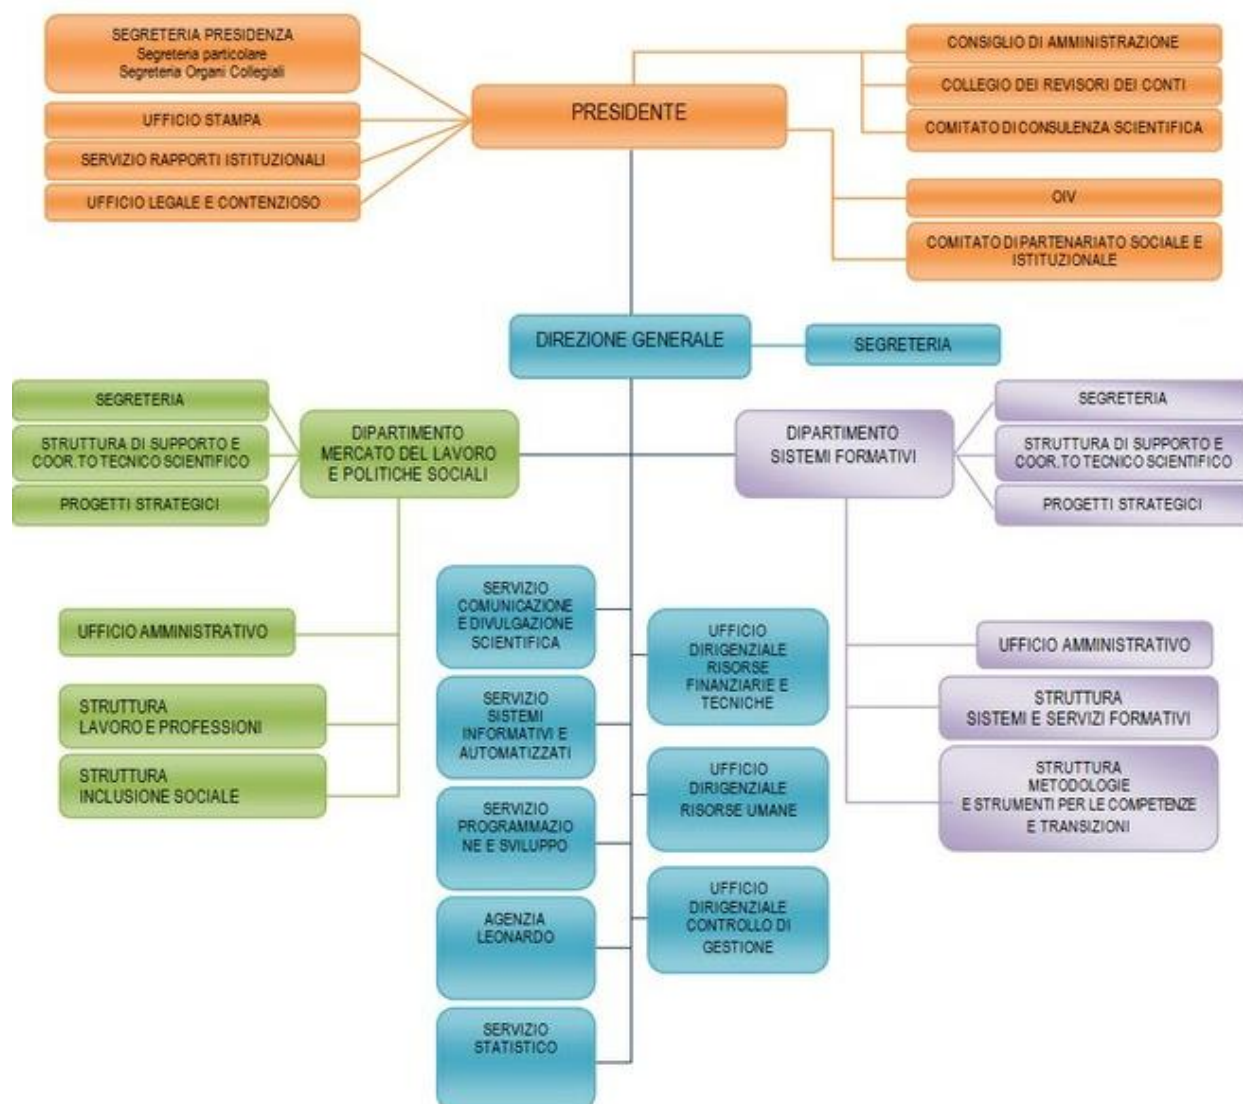 SEGRETERIA PRESIDENZA
Segreteria particolare
Segreteria Organi Collegiali
UFFICIO STAMPA
SERVIZIO RAPPORTI ISTITUZIONALI
UFFICIO LEGALE E CONTENZIOSO
PRESIDENTE
CONSIGLIO DI AMMINISTRAZIONE
COLLEGIO DEI REVISORI DEI CONTI
COMITATO DI CONSULENZA SCIENTIFICA
OIV
COMITATO DI PARTENARIATO SOCIALE E
ISTITUZIONALE
DIREZIONE GENERALE
SEGRETERIA
SEGRETERIA
STRUTTURA DI SUPPORTO E
COOR.TO TECNICO SCIENTIFICO
PROGETTI STRATEGICI
DIPARTIMENTO
MERCATO DEL LAVORO
E POLITICHE SOCIALI
DIPARTIMENTO
SISTEMI FORMATIVI
SEGRETERIA
STRUTTURA DI SUPPORTO E
COOR.TO TECNICO SCIENTIFICO
PROGETTI STRATEGICI
UFFICIO AMMINISTRATIVO
STRUTTURA
LAVORO E PROFESSIONI
STRUTTURA
INCLUSIONE SOCIALE
SERVIZIO
COMUNICAZIONE
E DIVULGAZIONE
SCIENTIFICA
SERVIZIO
SISTEMI
INFORMATIVI E
AUTOMATIZZATI
SERVIZIO
PROGRAMMAZIO
NE E SVILUPPO
AGENZIA
LEONARDO
SERVIZIO
STATISTICO
UFFICIO
DIRIGENZIALE
RISORSE
FINANZIARIE E
TECNICHE
UFFICIO
DIRIGENZIALE
RISORSE UMANE
UFFICIO
DIRIGENZIALE
CONTROLLO DI
GESTIONE
UFFICIO AMMINISTRATIVO
STRUTTURA
SISTEMI E SERVIZI FORMATIVI
STRUTTURA
METODOLOGIE
E STRUMENTI PER LE COMPETENZE
E TRANSIZIONI